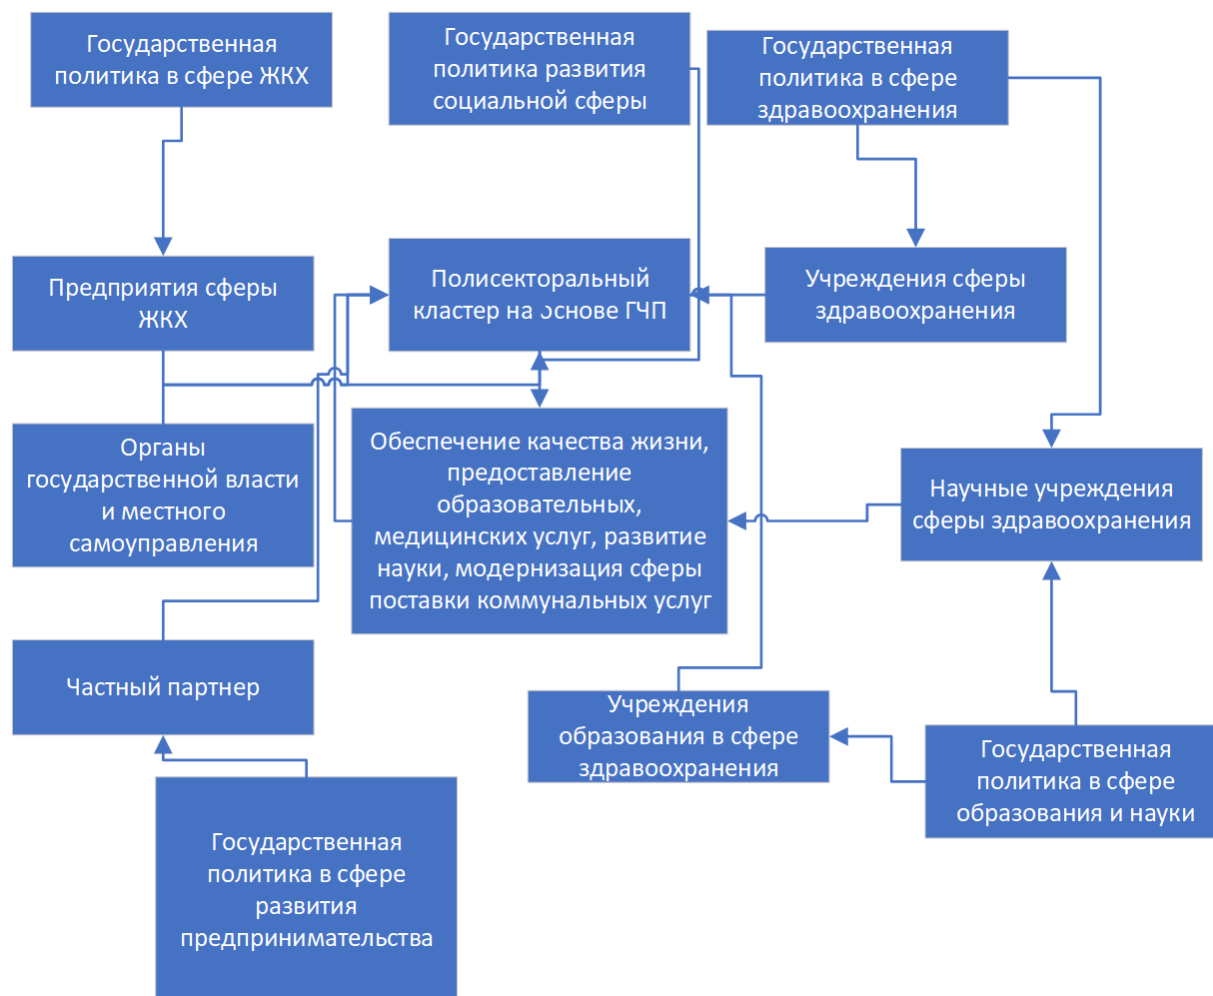 Государственная
политика в сфере ЖКХ
Государственная
политика развития
социальной сферы
Государственная
политика в сфере
здравоохранения
Предприятия сферы
ЖКХ
Полисекторальный
кластер на основе ГЧП
Учреждения сферы
здравоохранения
Органы
государственной власти
и местного
самоуправления
Обеспечение качества жизни,
предоставление
образовательных,
медицинских услуг, развитие
науки, модернизация сферы
поставки коммунальных услуг
Научные учреждения
сферы здравоохранения
Частный партнер
Учреждения
образования в сфере
здравоохранения
Государственная
политика в сфере
образования и науки
Государственная
политика в сфере
развития
предпринимательства